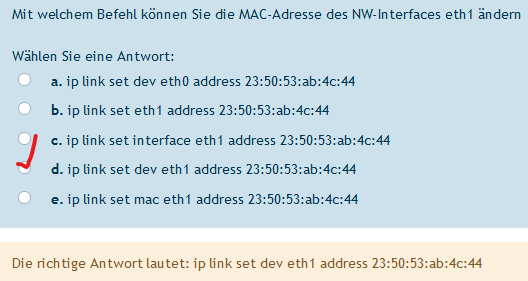 Mit welchem Befehl können Sie die MAC-Adresse des NW-Interfaces eth1 ändern
Wählen Sie eine Antwort:
a. ip link set dev eth0 address 23:50:53:ab:4c:44
b. ip link set eth1 address 23:50:53:ab:4c:44
c. ip link set interface eth1 address 23:50:53:ab:4c:44
d. ip link set dev eth1 address 23:50:53:ab:4c:44
e. ip link set mac eth1 address 23:50:53:ab:4c:44
Die richtige Antwort lautet: ip link set dev eth1 address 23:50:53:ab:4c:44